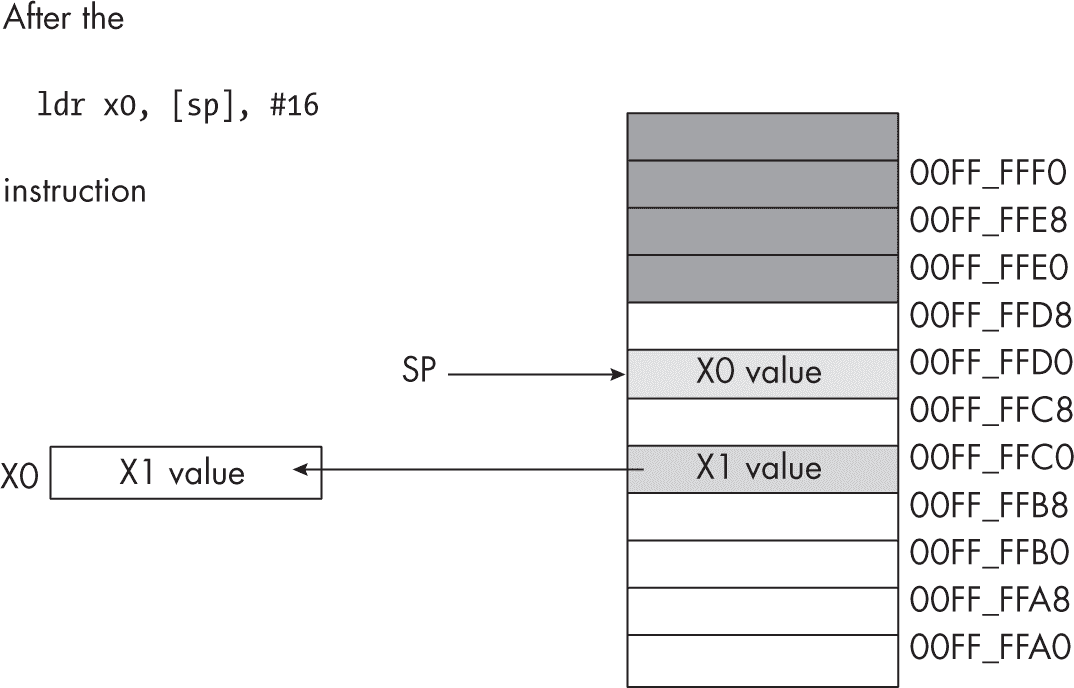 After the
ldr x0, [sp], #16
instruction
00FF_FFF0
00FF_FFE8
00FF_FFE0
00FF_FFD8
SP
X0 value
00FF_FFD0
00FF_FFC8
X0
X1 value
X1 value
00FF_FFC0
00FF_FFB8
00FF_FFB0
00FF_FFA8
00FF_FFA0